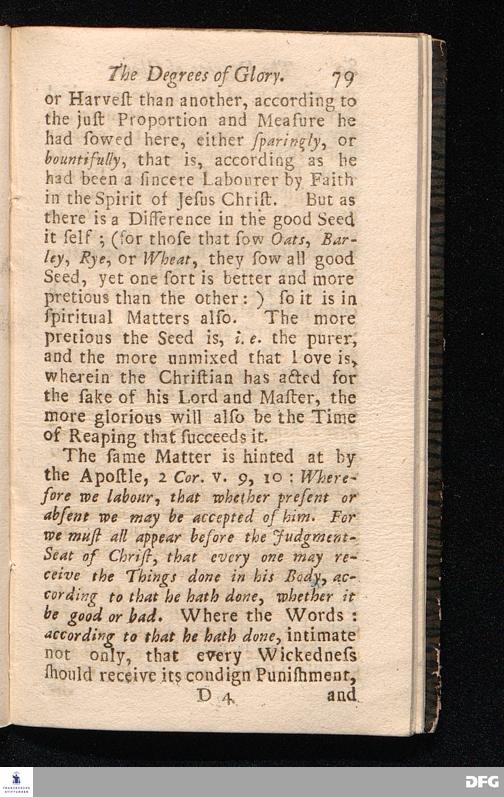 The Degrees of Glory. 79
or Harveſt than another, according to
the juſt Proportion and Meaſure he
had ſowed here, either ſparingly, or
bountifully, that is, according as he
had been a ſincere Labourer by Faith
in the Spirit of Jeſus Chriſt. But as
there is a Difference in the good Seed
it ſelf; (for thoſe that ſow Oats, Bar-
ley, Rye, or Wheat, they ſow all good
Seed, yet one ſort is better and more
pretious than the other: ) ſo it is in
ſpiritual Matters alſo. The more
pretious the Seed is, i. e. the purer,
and the more unmixed that Love is,
wherein the Chriſtian has acted for
the ſake of his Lord and Maſter, the
more glorious will alſo be the Time
of Reaping that ſucceeds it.
The ſame Matter is hinted at by
the Apoſtle, 2 Cor. v. 9, 10: Where-
fore we labour, that whether preſent or
abſent we may be accepted of him. For
we muſt all appear before the Judgment-
Seat of Chriſt, that every one may re-
ceive the Things done in his Body, ac-
cording to that he hath done, whether it
be good or bad. Where the Words:
according to that he hath done, intimate
not only, that every Wickedneſs
ſhould receive its condign Puniſhment,
D 4 and
FRANCKESCHE
STIFTUNGEN
DFG